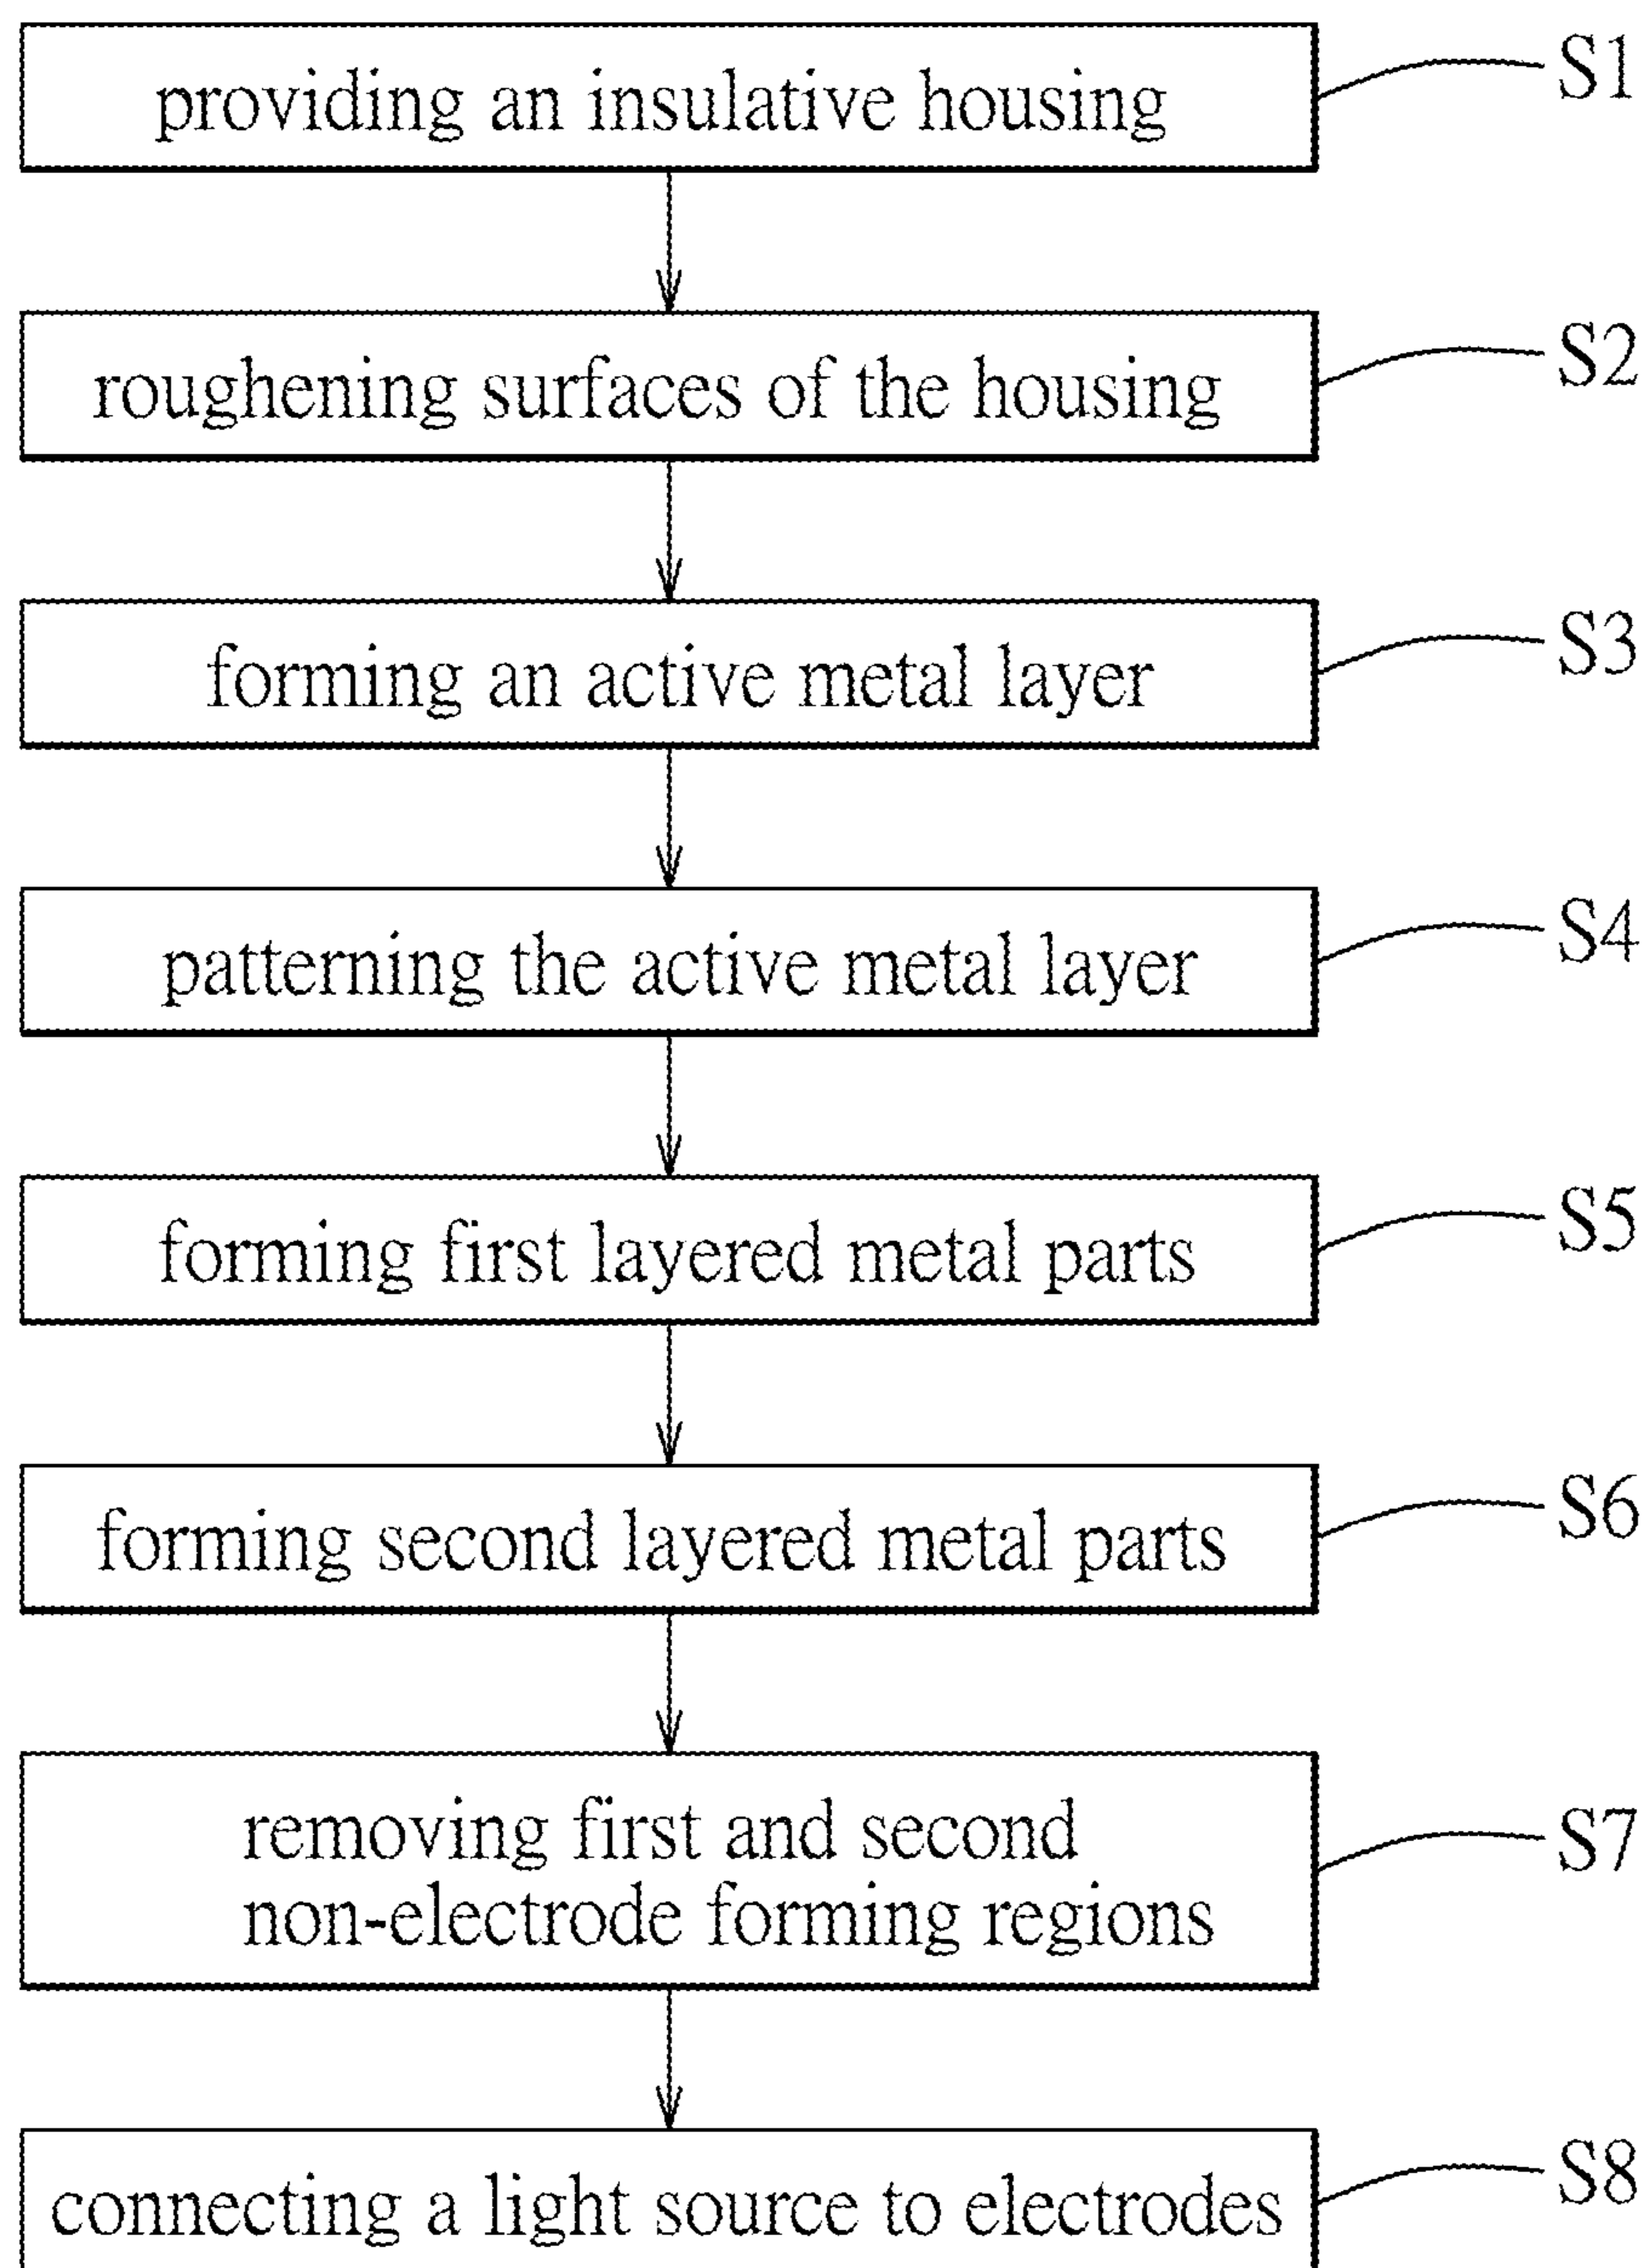 providing an insulative housing S1
roughening surfaces of the housing S2
forming an active metal layer S3
patterning the active metal layer S4
forming first layered metal parts S5
forming second layered metal parts S6
removing first and second
non-electrode forming regions S7
connecting a light source to electrodes S8